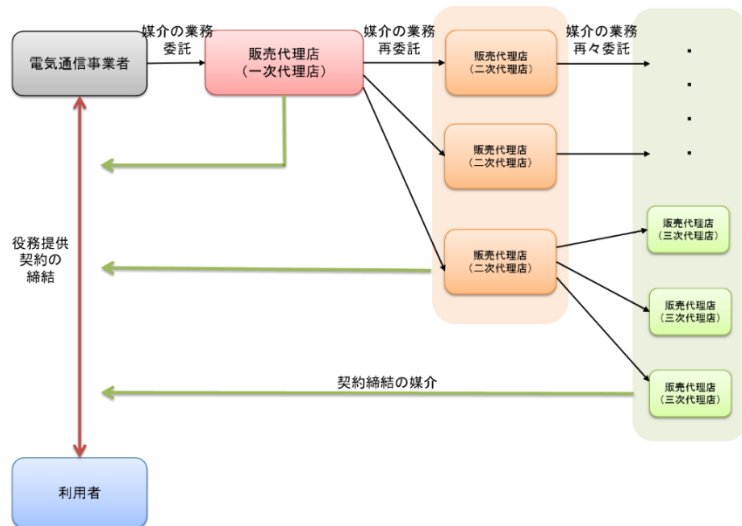 媒介の業務
委託
媒介の業務
再委託
媒介の業務
再々委託
電気通信事業者
販売代理店
（一次代理店）
販売代理店
（二次代理店）
販売代理店
（二次代理店）
販売代理店
（二次代理店）
販売代理店
（三次代理店）
販売代理店
（三次代理店）
販売代理店
（三次代理店）
役務提供
契約の
締結
契約締結の媒介
利用者